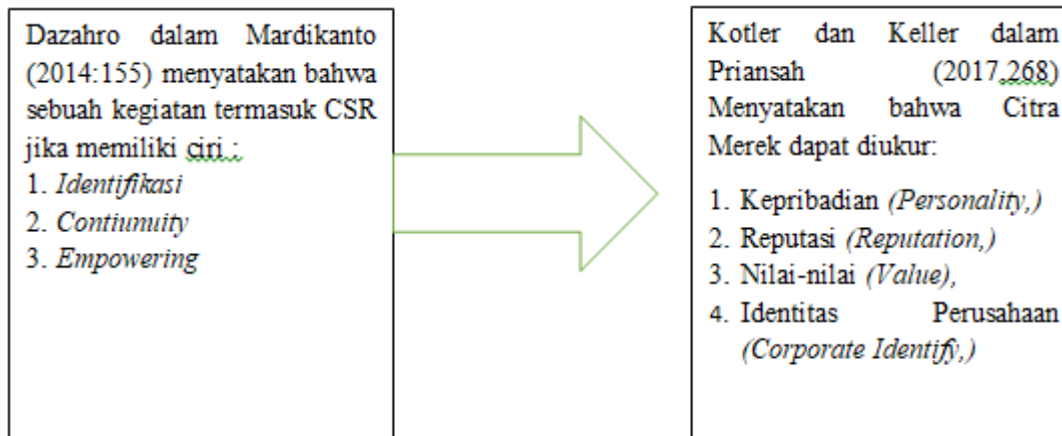 Dazahro dalam Mardikanto
(2014:155) menyatakan bahwa
sebuah kegiatan termasuk CSR
jika memiliki ciri :
1. Identifikasi
2. Contiunuity
3. Empowering
Kotler dan Keller dalam
Priansah (2017.268)
Menyatakan bahwa Citra
Merek dapat diukur:
1. Kepribadian (Personality,)
2. Reputasi (Reputation,)
3. Nilai-nilai (Value),
4. Identitas Perusahaan
(Corporate Identify,)